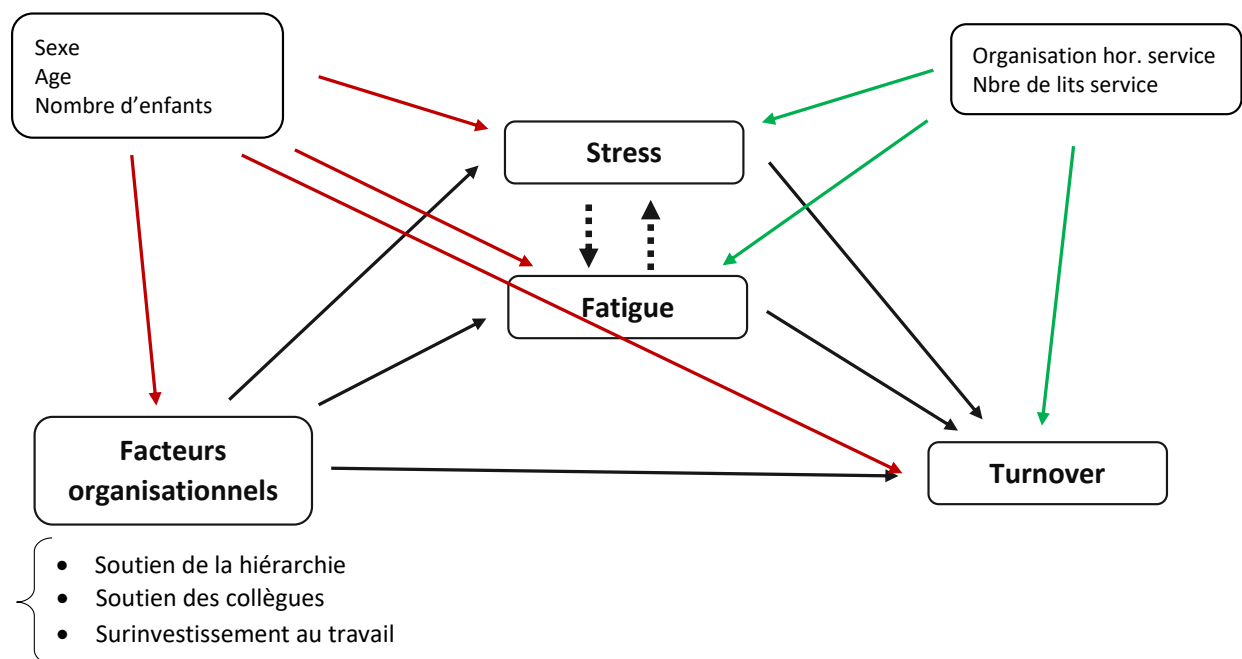 Sexe
Age
Nombre d'enfants
Organisation hor. service
Nbre de lits service
Stress
Fatigue
Facteurs
organisationnels
Turnover
• Soutien de la hiérarchie
• Soutien des collègues
• Surinvestissement au travail